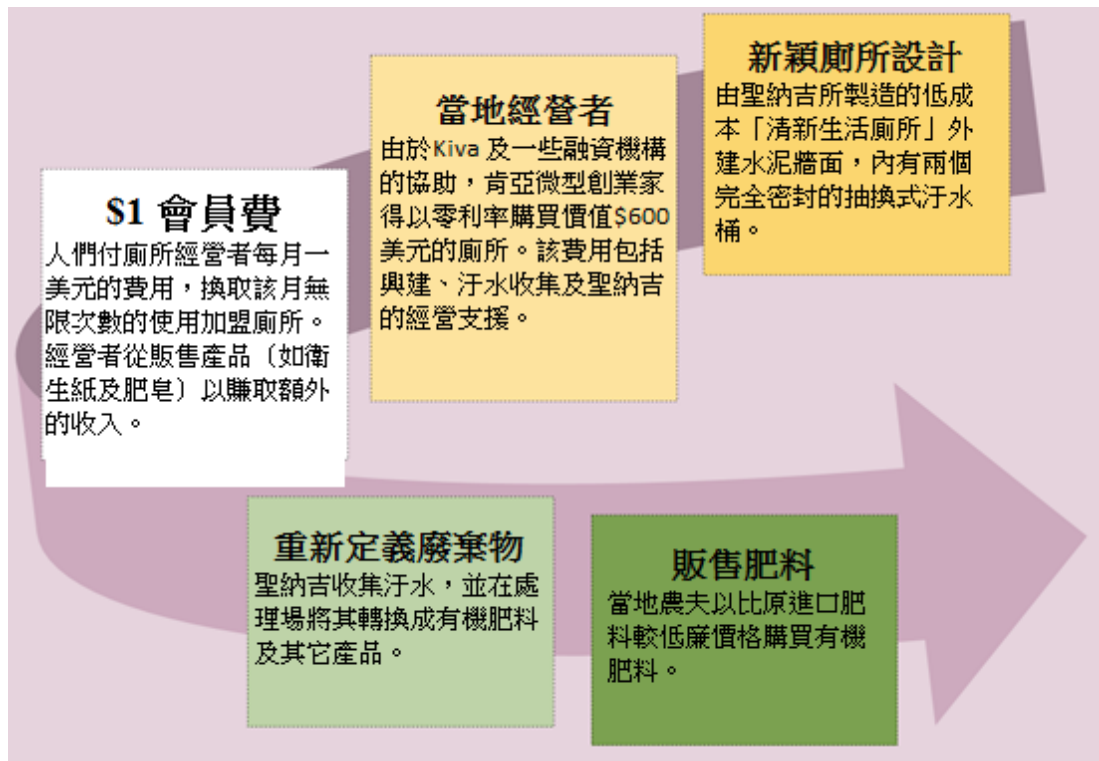 新穎廁所設計
由聖納吉所製造的低成
本「清新生活廁所」外
建水泥牆面，內有兩個
完全密封的抽換式汙水
桶。
當地經營者
由於Kiva 及一些融資機構
的協助，肯亞微型創業家
得以零利率購買價值$600
美元的廁所。該費用包括
興建、汙水收集及聖納吉
的經營支援。
$1 會員費
人們付廁所經營者每月一
美元的費用，換取該月無
限次數的使用加盟廁所。
經營者從販售產品（如衛
生紙及肥皂）以賺取額外
的收入。
重新定義廢棄物
聖納吉收集汙水，並在處
理場將其轉換成有機肥料
及其它產品。
販售肥料
當地農夫以比原進口肥
料較低廉價格購買有機
肥料。